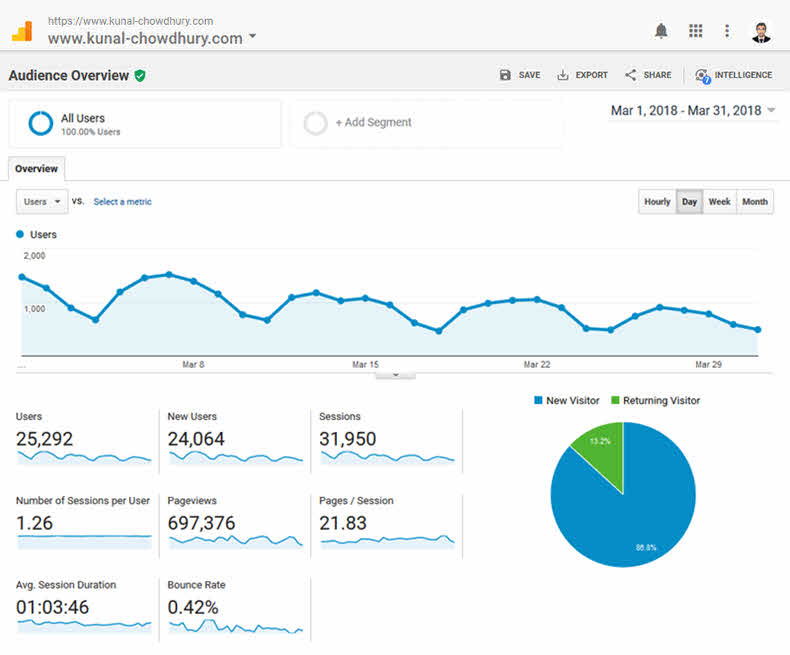 https://www.kunal-chowdhury.com
www.kunal-chowdhury.com
Audience Overview
SAVE
EXPORT
SHARE
7
INTELLIGENCE
All Users
100.00% Users
+ Add Segment
Mar 1, 2018 - Mar 31, 2018
Overview
Users
VS.
Select a metric
Hourly
Day
Week
Month
Users
2,000
1,000
...
Mar 8
Mar 15
Mar 22
Mar 29
New Visitor
Returning Visitor
13.2%
86.8%
Users
25,292
New Users
24,064
Sessions
31,950
Number of Sessions per User
1.26
Pageviews
697,376
Pages / Session
21.83
Avg. Session Duration
01:03:46
Bounce Rate
0.42%